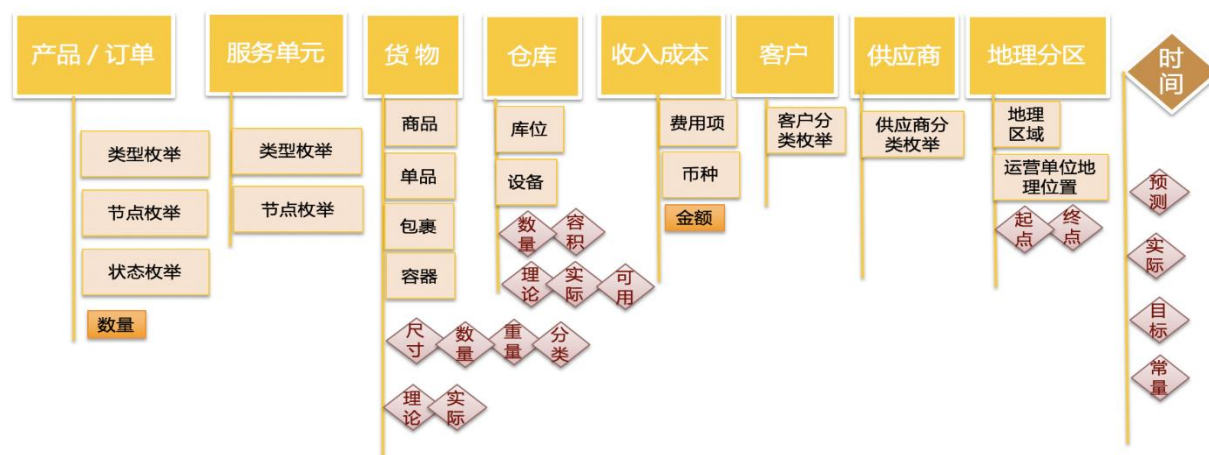 产品 / 订单
类型枚举
节点枚举
状态枚举
数量
服务单元
类型枚举
节点枚举
货 物
商品
单品
包裹
容器
尺寸
数量
重量
分类
理论
实际
仓库
库位
设备
数量
容积
理论
实际
可用
收入成本
费用项
币种
金额
客户
客户分
类枚举
供应商
供应商分
类枚举
地理分区
地理
区域
运营单位地
理位置
起点
终点
时间
预测
实际
目标
常量